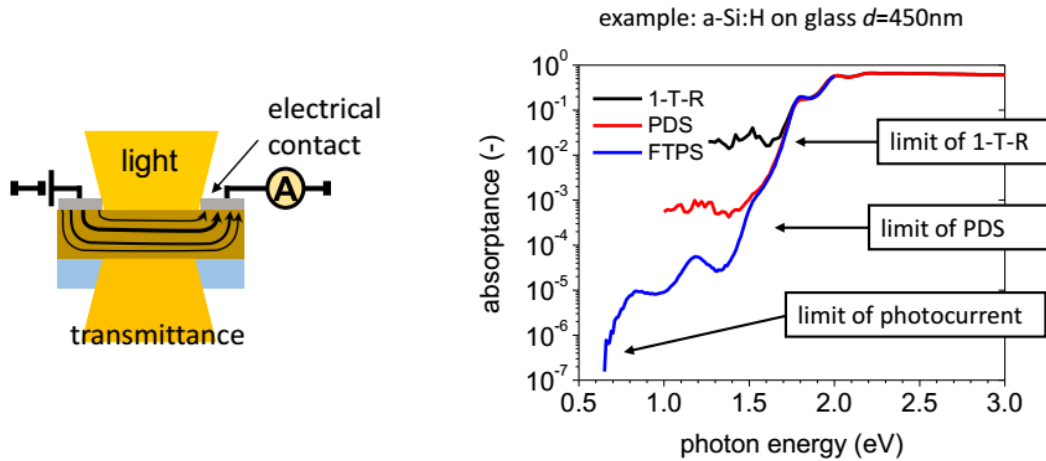 example: a-Si:H on glass d=450nm
electrical
contact
light
A
transmittance
absorptance (-)
10⁰
10⁻¹
10⁻²
10⁻³
10⁻⁴
10⁻⁵
10⁻⁶
10⁻⁷
1-T-R
PDS
FTPS
limit of 1-T-R
limit of PDS
limit of photocurrent
0.5 1.0 1.5 2.0 2.5 3.0
photon energy (eV)